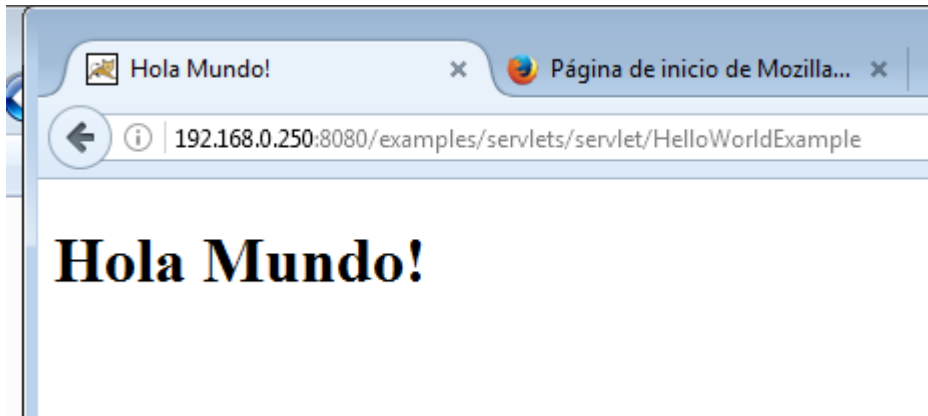 Hola Mundo!
Página de inicio de Mozilla...
192.168.0.250:8080/examples/servlets/servlet/HelloWorldExample
Hola Mundo!